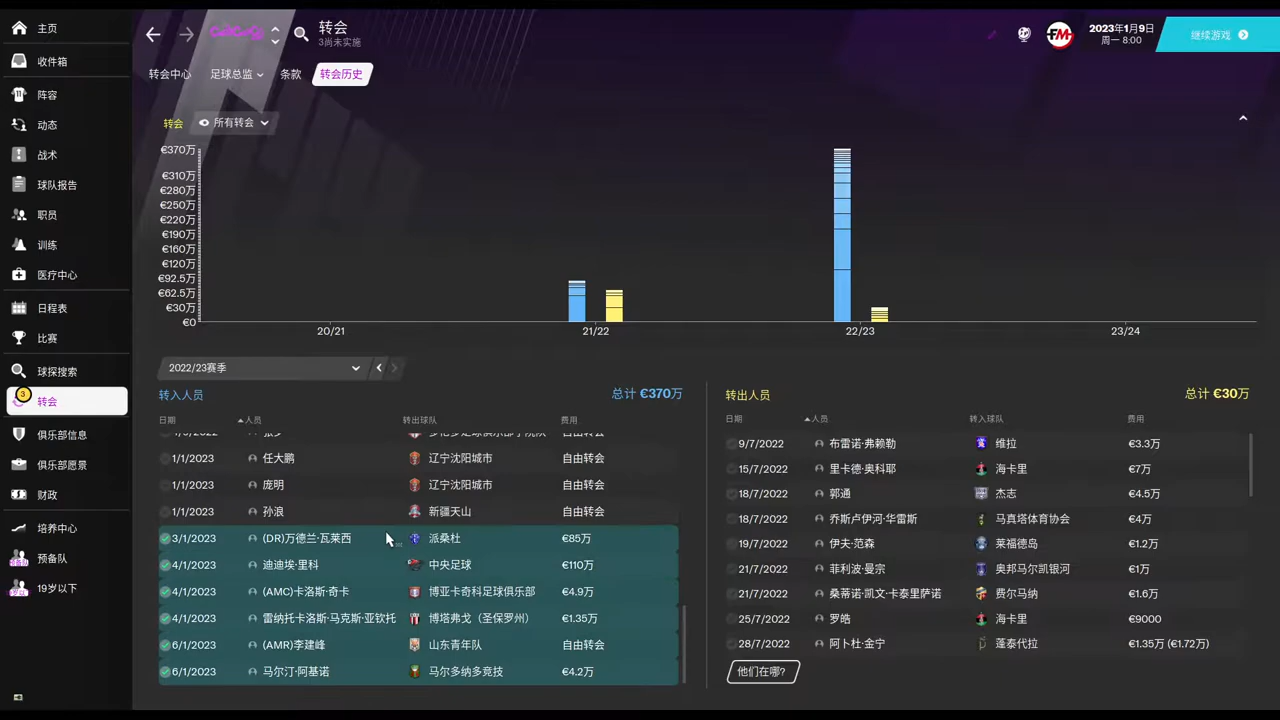 主页
收件箱
阵容
动态
战术
球队报告
职员
训练
医疗中心
日程表
比赛
球探搜索
3
转会
俱乐部信息
俱乐部愿景
财政
培养中心
预备队
19岁以下
转会
3尚未实施
FM
2023年1月9日
周一 8:00
继续游戏
转会中心 足球总监 条款 转会历史
转会 所有转会
€370万
€310万
€280万
€250万
€220万
€190万
€160万
€120万
€92.5万
€62.5万
€30万
€0
20/21 21/22 22/23 23/24
2022/23赛季
转入人员 总计 €370万
日期 人员 转出球队 费用
1/1/2023 任大鹏 辽宁沈阳城市 自由转会
1/1/2023 庞明 辽宁沈阳城市 自由转会
1/1/2023 孙浪 新疆天山 自由转会
3/1/2023 (DR)万德兰·瓦莱西 派桑杜 €85万
4/1/2023 迪迪埃·里科 中央足球 €110万
4/1/2023 (AMC)卡洛斯·奇卡 博亚卡奇科足球俱乐部 €4.9万
4/1/2023 雷纳托卡洛斯·马克斯·亚钦托 博塔弗戈（圣保罗州） €1.35万
6/1/2023 (AMR)李建峰 山东青年队 自由转会
6/1/2023 马尔汀·阿基诺 马尔多纳多竞技 €4.2万
转出人员 总计 €30万
日期 人员 转入球队 费用
9/7/2022 布雷诺·弗赖勒 维拉 €3.3万
15/7/2022 里卡德·奥科耶 海卡里 €7万
18/7/2022 郭通 杰志 €4.5万
18/7/2022 乔斯卢伊河·华雷斯 马真塔体育协会 €4万
19/7/2022 伊夫·范森 莱福德岛 €1.2万
21/7/2022 菲利波·曼宗 奥邦马尔凯银河 €1万
21/7/2022 桑蒂诺·凯文·卡泰里萨诺 费尔马纳 €1.6万
25/7/2022 罗皓 海卡里 €9000
28/7/2022 阿卜杜·金宁 蓬泰代拉 €1.35万 (€1.72万)
他们在哪?